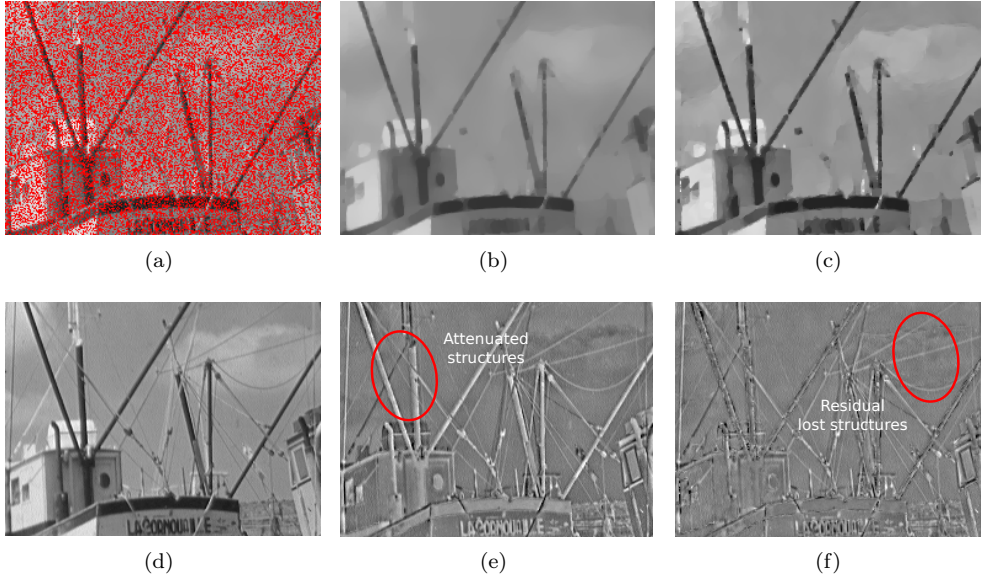 (a)
(b)
(c)
Attenuated
structures
Residual
lost structures
(d)
(e)
(f)